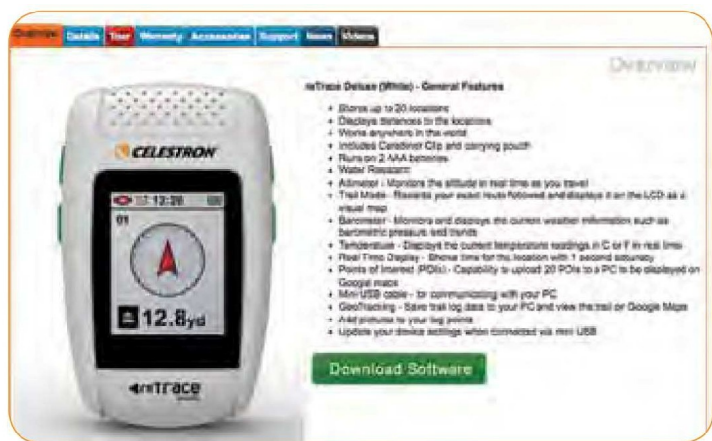 Overview Details Tour Warranty Accessories Support News Videos
Overview
reTrace Deluxe (White) - General Features
• Stores up to 20 locations
• Displays distances to the locations
• Works anywhere in the world
• Includes Carabiner Clip and carrying pouch
• Runs on 2 AAA batteries
• Water Resistant
• Altimeter - Monitors the altitude in real time as you travel
• Trail Mode - Records your exact route followed and displays it on the LCD as a
visual map
• Barometer - Monitors and displays the current weather information such as
barometric pressure and trends
• Temperature - Displays the current temperature readings in C or F in real time
• Real Time Display - Shows time for the location with 1 second accuracy
• Points of Interest (POIs) - Capability to upload 20 POIs to a PC to be displayed on
Google maps
• Mini USB cable - for communicating with your PC
• GeoTracking - Save trail log data to your PC and view the trail on Google Maps
• Add pictures to your log points
• Update your device settings when connected via mini USB
Download Software
CELESTRON
12:20
01
12.8yd
reTrace